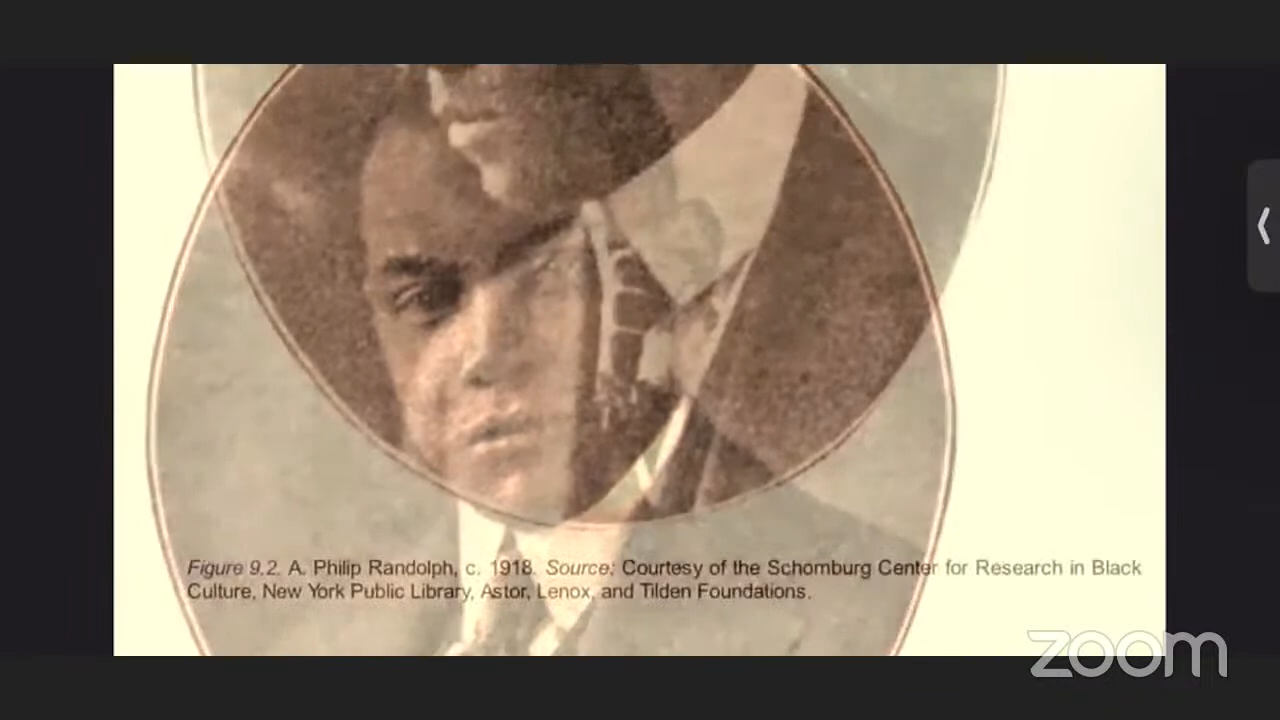 Figure 9.2. A. Philip Randolph, c. 1918. Source: Courtesy of the Schomburg Center for Research in Black
Culture, New York Public Library, Astor, Lenox, and Tilden Foundations.
zoom